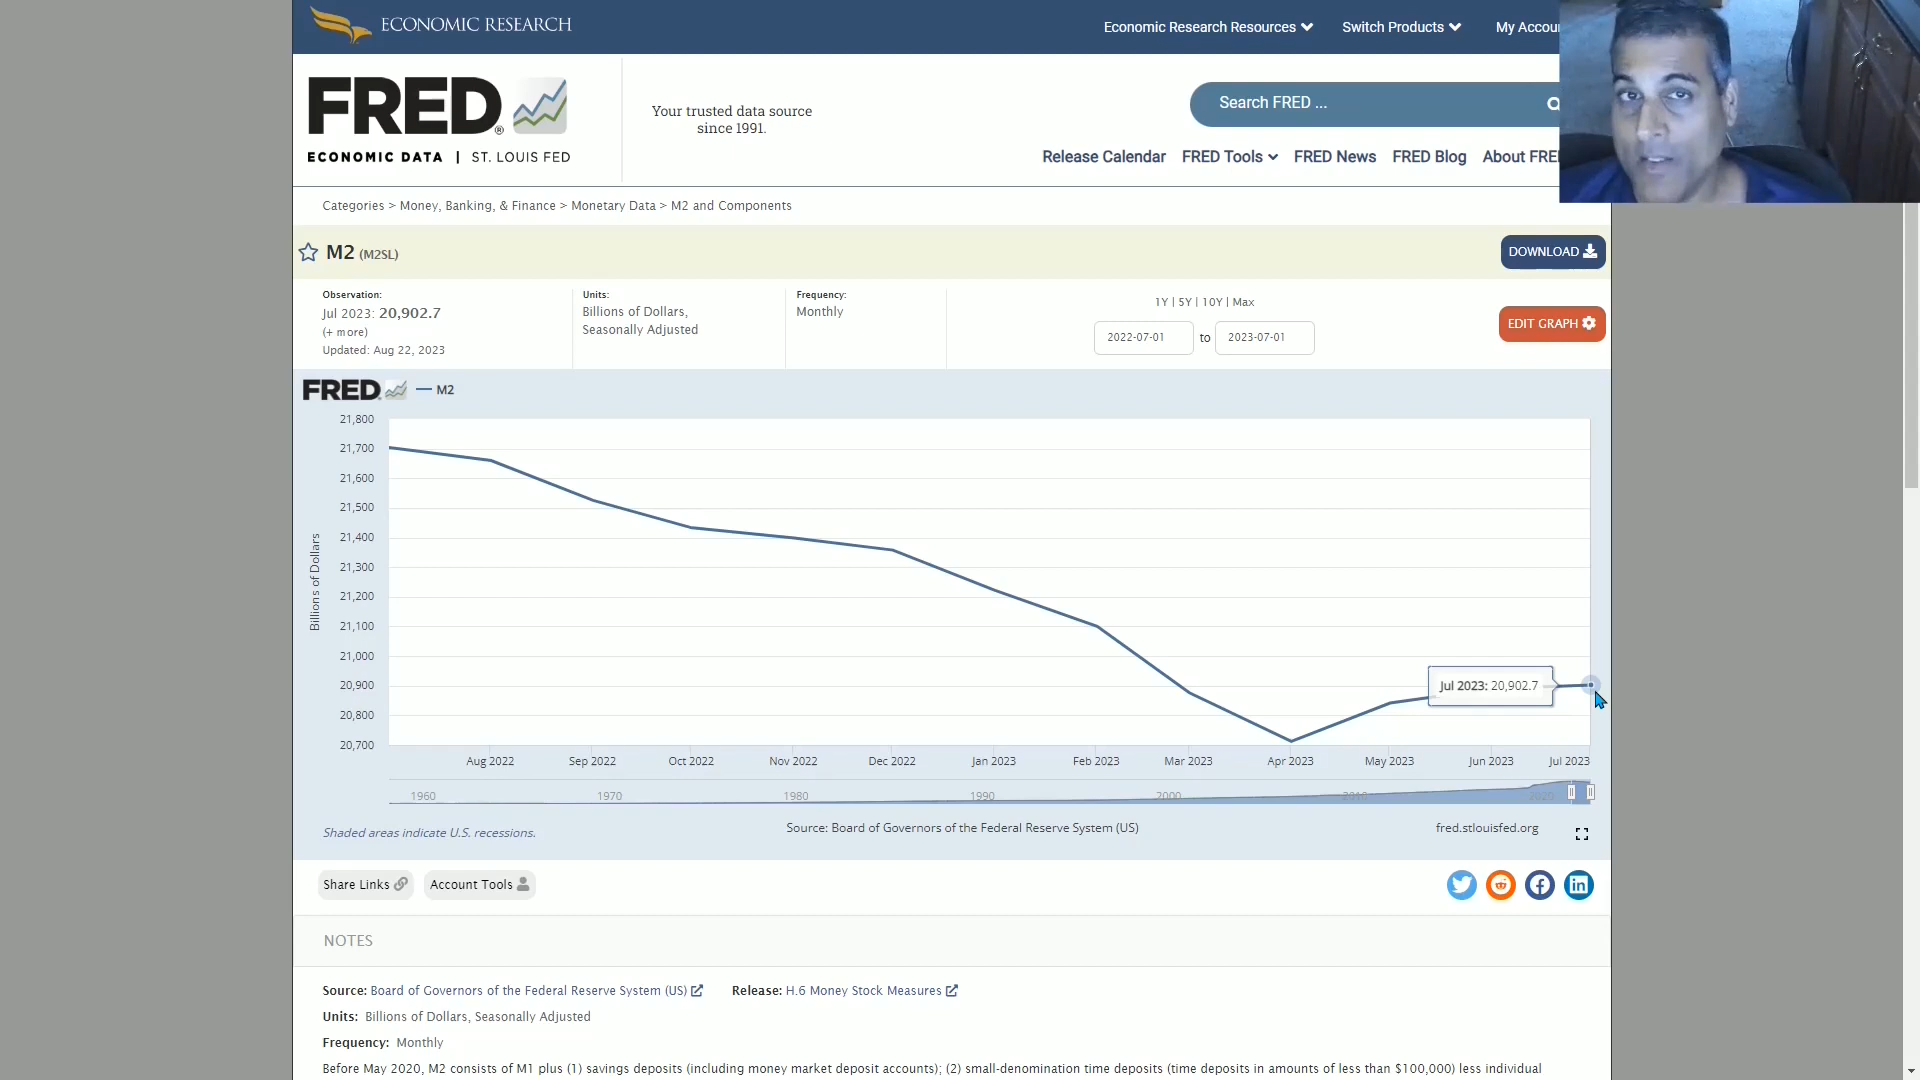 ECONOMIC RESEARCH
Economic Research Resources
Switch Products
FRED®
ECONOMIC DATA | ST. LOUIS FED
Your trusted data source
since 1991.
Search FRED ...
Release Calendar
FRED Tools
FRED News
FRED Blog
About
Categories > Money, Banking, & Finance > Monetary Data > M2 and Components
M2 (M2SL)
DOWNLOAD
Observation:
Jul 2023: 20,902.7
(+ more)
Updated: Aug 22, 2023
Units:
Billions of Dollars,
Seasonally Adjusted
Frequency:
Monthly
1Y | 5Y | 10Y | Max
2022-07-01 to 2023-07-01
EDIT GRAPH
FRED
M2
21,800
21,700
21,600
21,500
21,400
21,300
21,200
21,100
21,000
20,900
20,800
20,700
Billions of Dollars
Jul 2023: 20,902.7
Aug 2022
Sep 2022
Oct 2022
Nov 2022
Dec 2022
Jan 2023
Feb 2023
Mar 2023
Apr 2023
May 2023
Jun 2023
Jul 2023
1960
1970
1980
1990
2000
2010
2020
Shaded areas indicate U.S. recessions.
Source: Board of Governors of the Federal Reserve System (US)
fred.stlouisfed.org
Share Links
Account Tools
NOTES
Source: Board of Governors of the Federal Reserve System (US)
Release: H.6 Money Stock Measures
Units: Billions of Dollars, Seasonally Adjusted
Frequency: Monthly
Before May 2020, M2 consists of M1 plus (1) savings deposits (including money market deposit accounts); (2) small-denomination time deposits (time deposits in amounts of less than $100,000) less individual